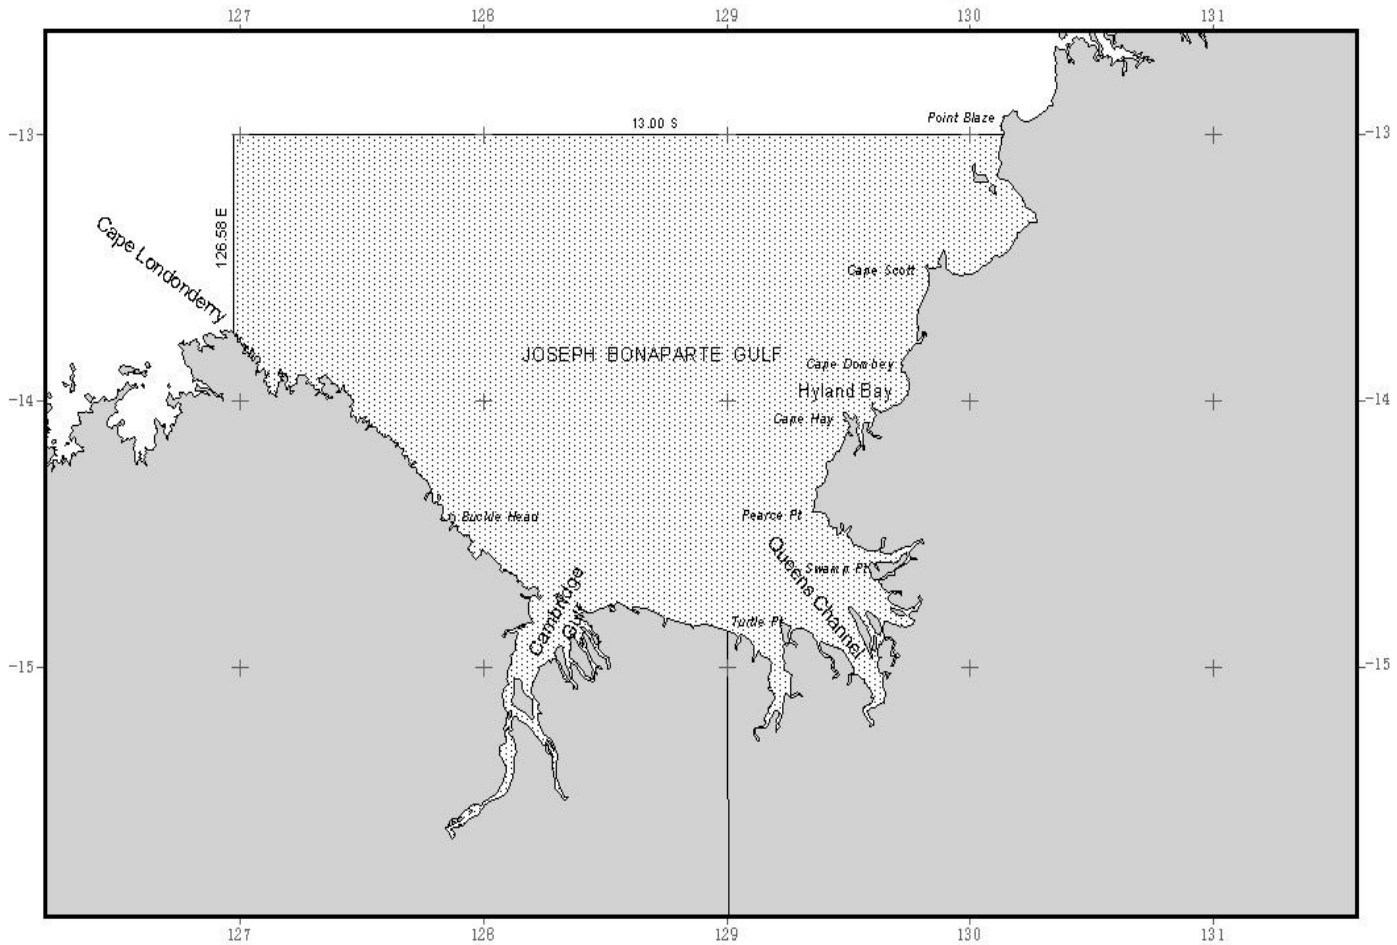 127 128 129 130 131
Point Blaze
13.00 S
-13 -13
126.58 E
Cape Londonderry
Cape Scott
JOSEPH BONAPARTE GULF
Cape Dombey
Hyland Bay
-14 -14
Cape Hay
Buckle Head
Pearce Pt
Queens Channel
Swamp Pt
Cambridge
Gulf
Turtle Pt
-15 -15
127 128 129 130 131